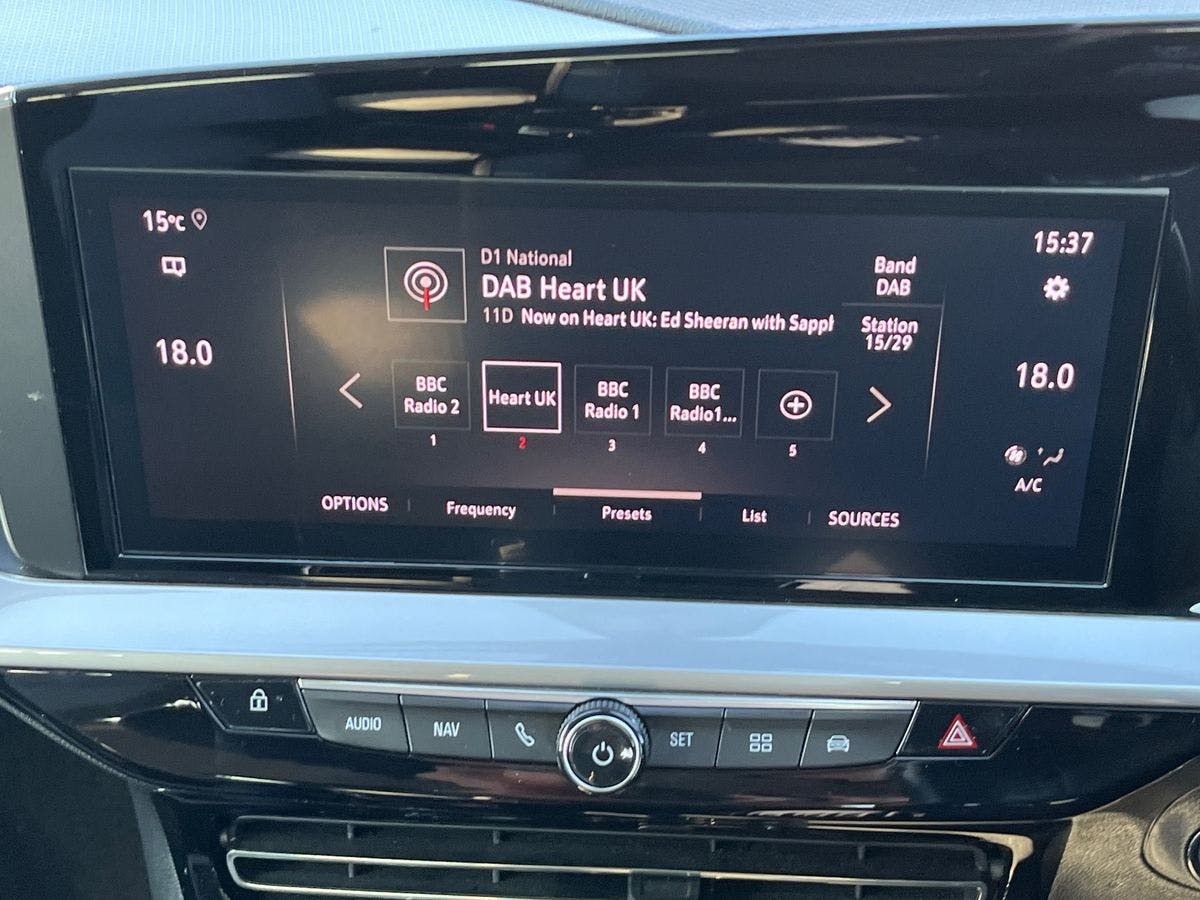 15°C
18.0
D1 National
DAB Heart UK
11D Now on Heart UK: Ed Sheeran with Sappl
Band
DAB
Station
15/29
15:37
18.0
A/C
BBC
Radio 2
Heart UK
BBC
Radio 1
BBC
Radio1...
1
2
3
4
5
OPTIONS
Frequency
Presets
List
SOURCES
AUDIO
NAV
SET